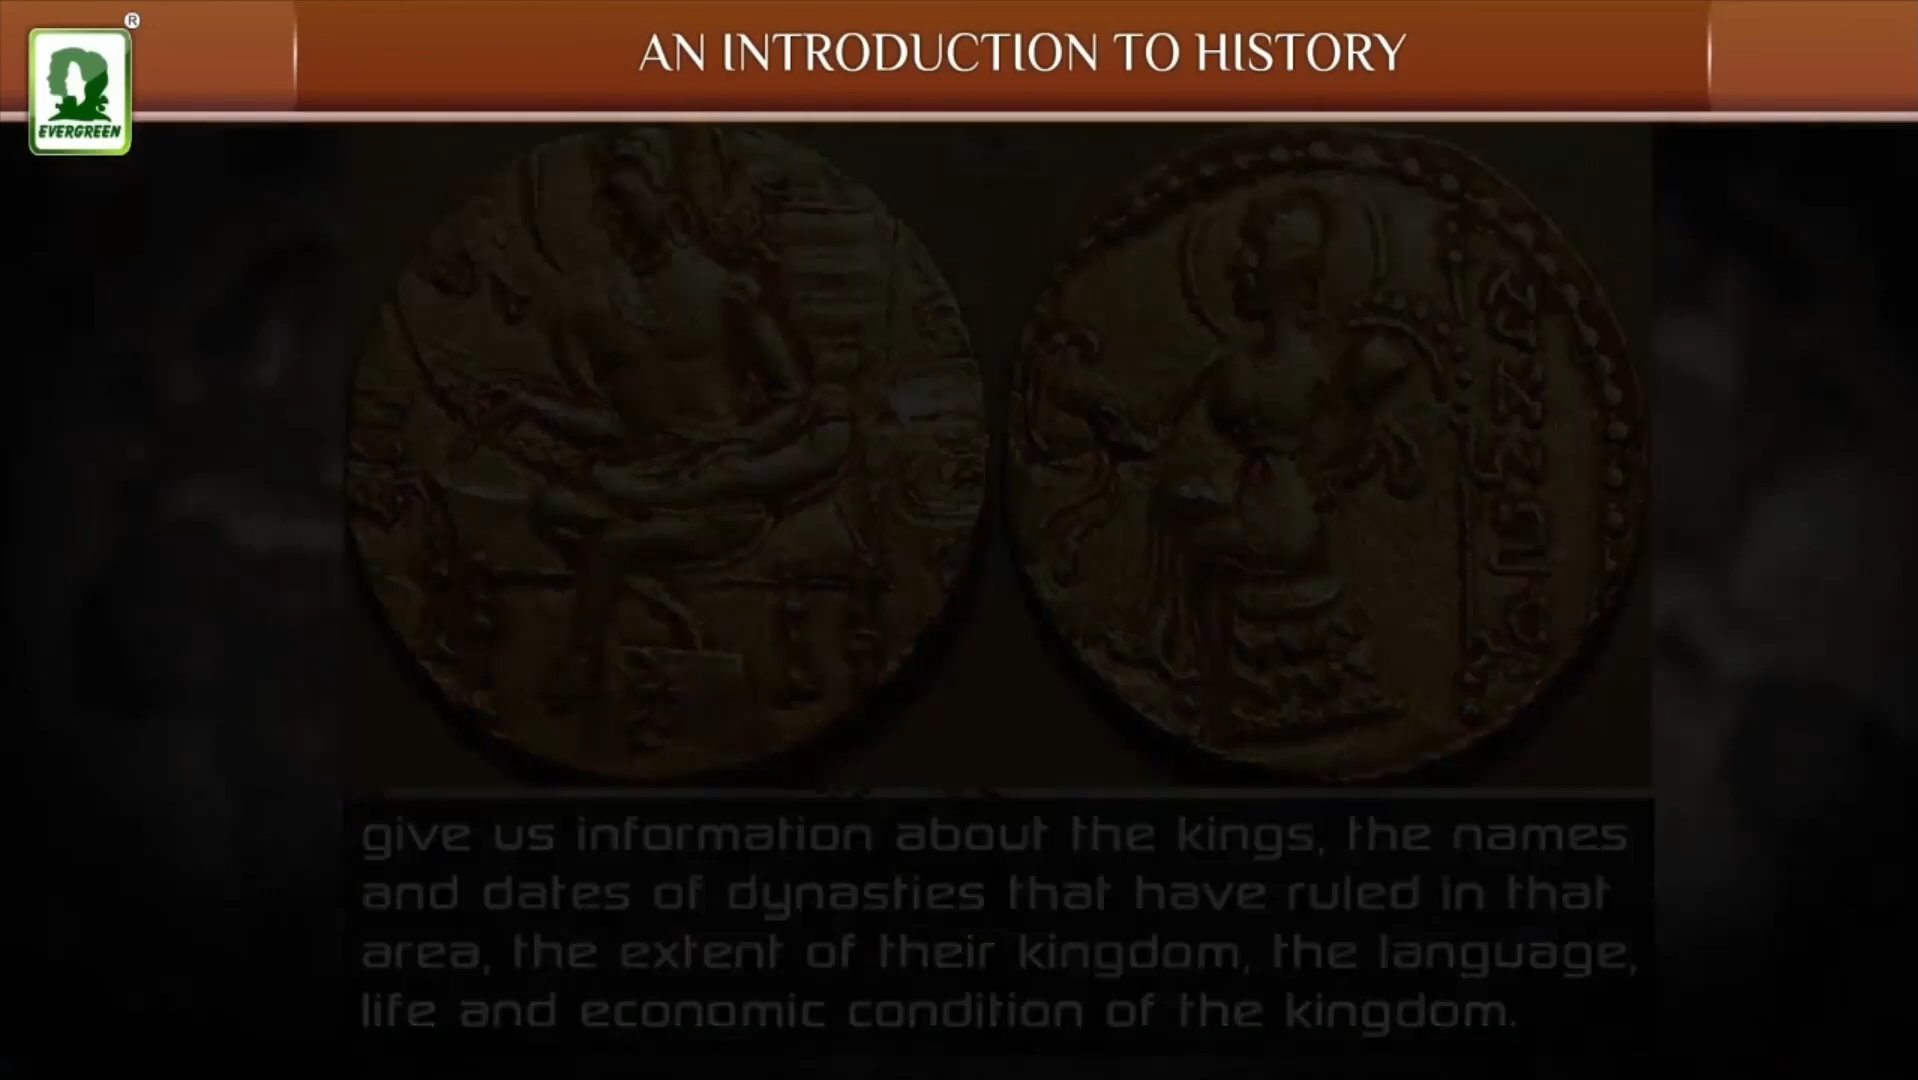 AN INTRODUCTION TO HISTORY
®
EVERGREEN
give us information about the kings, the names
and dates of dynasties that have ruled in that
area, the extent of their kingdom, the language,
life and economic condition of the kingdom.